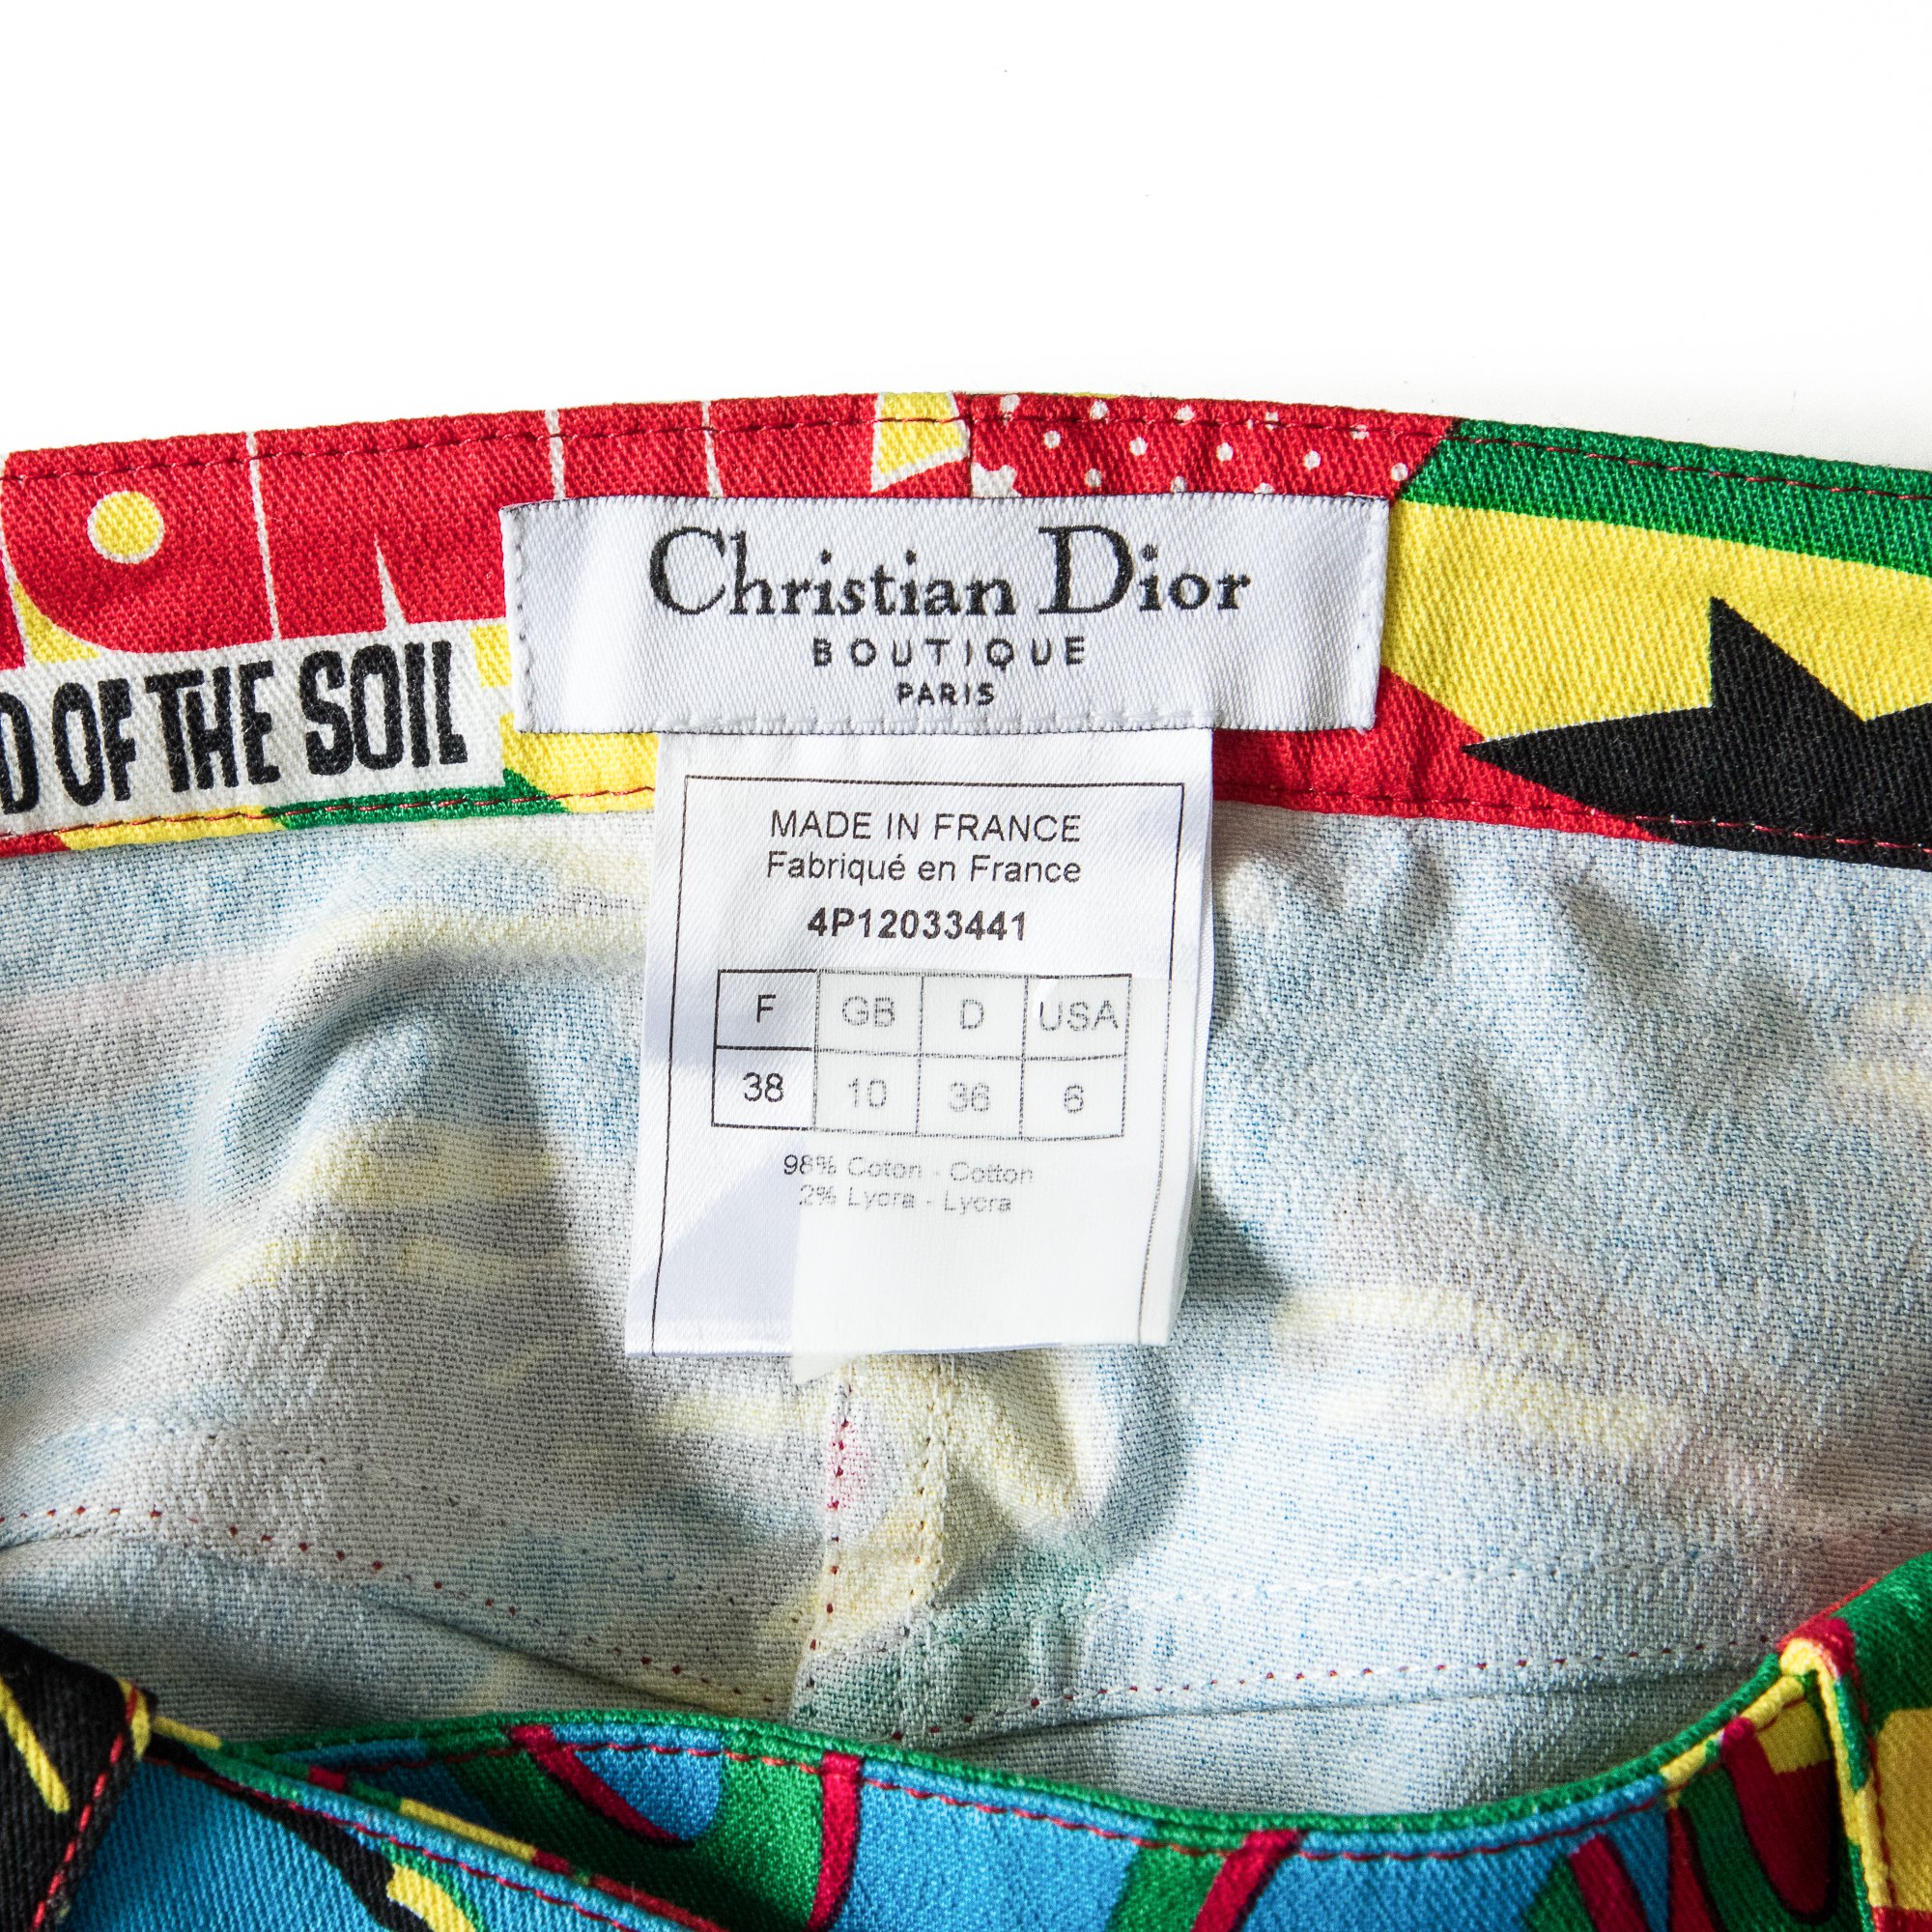 Christian Dior
BOUTIQUE
PARIS
OF THE SOIL
MADE IN FRANCE
Fabriqué en France
4P12033441
F GB D USA
38 10 36 6
98% Coton - Cotton
2% Lycra - Lycra